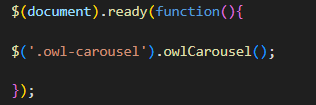 $(document).ready(function(){
$('.owl-carousel').owlCarousel();
});